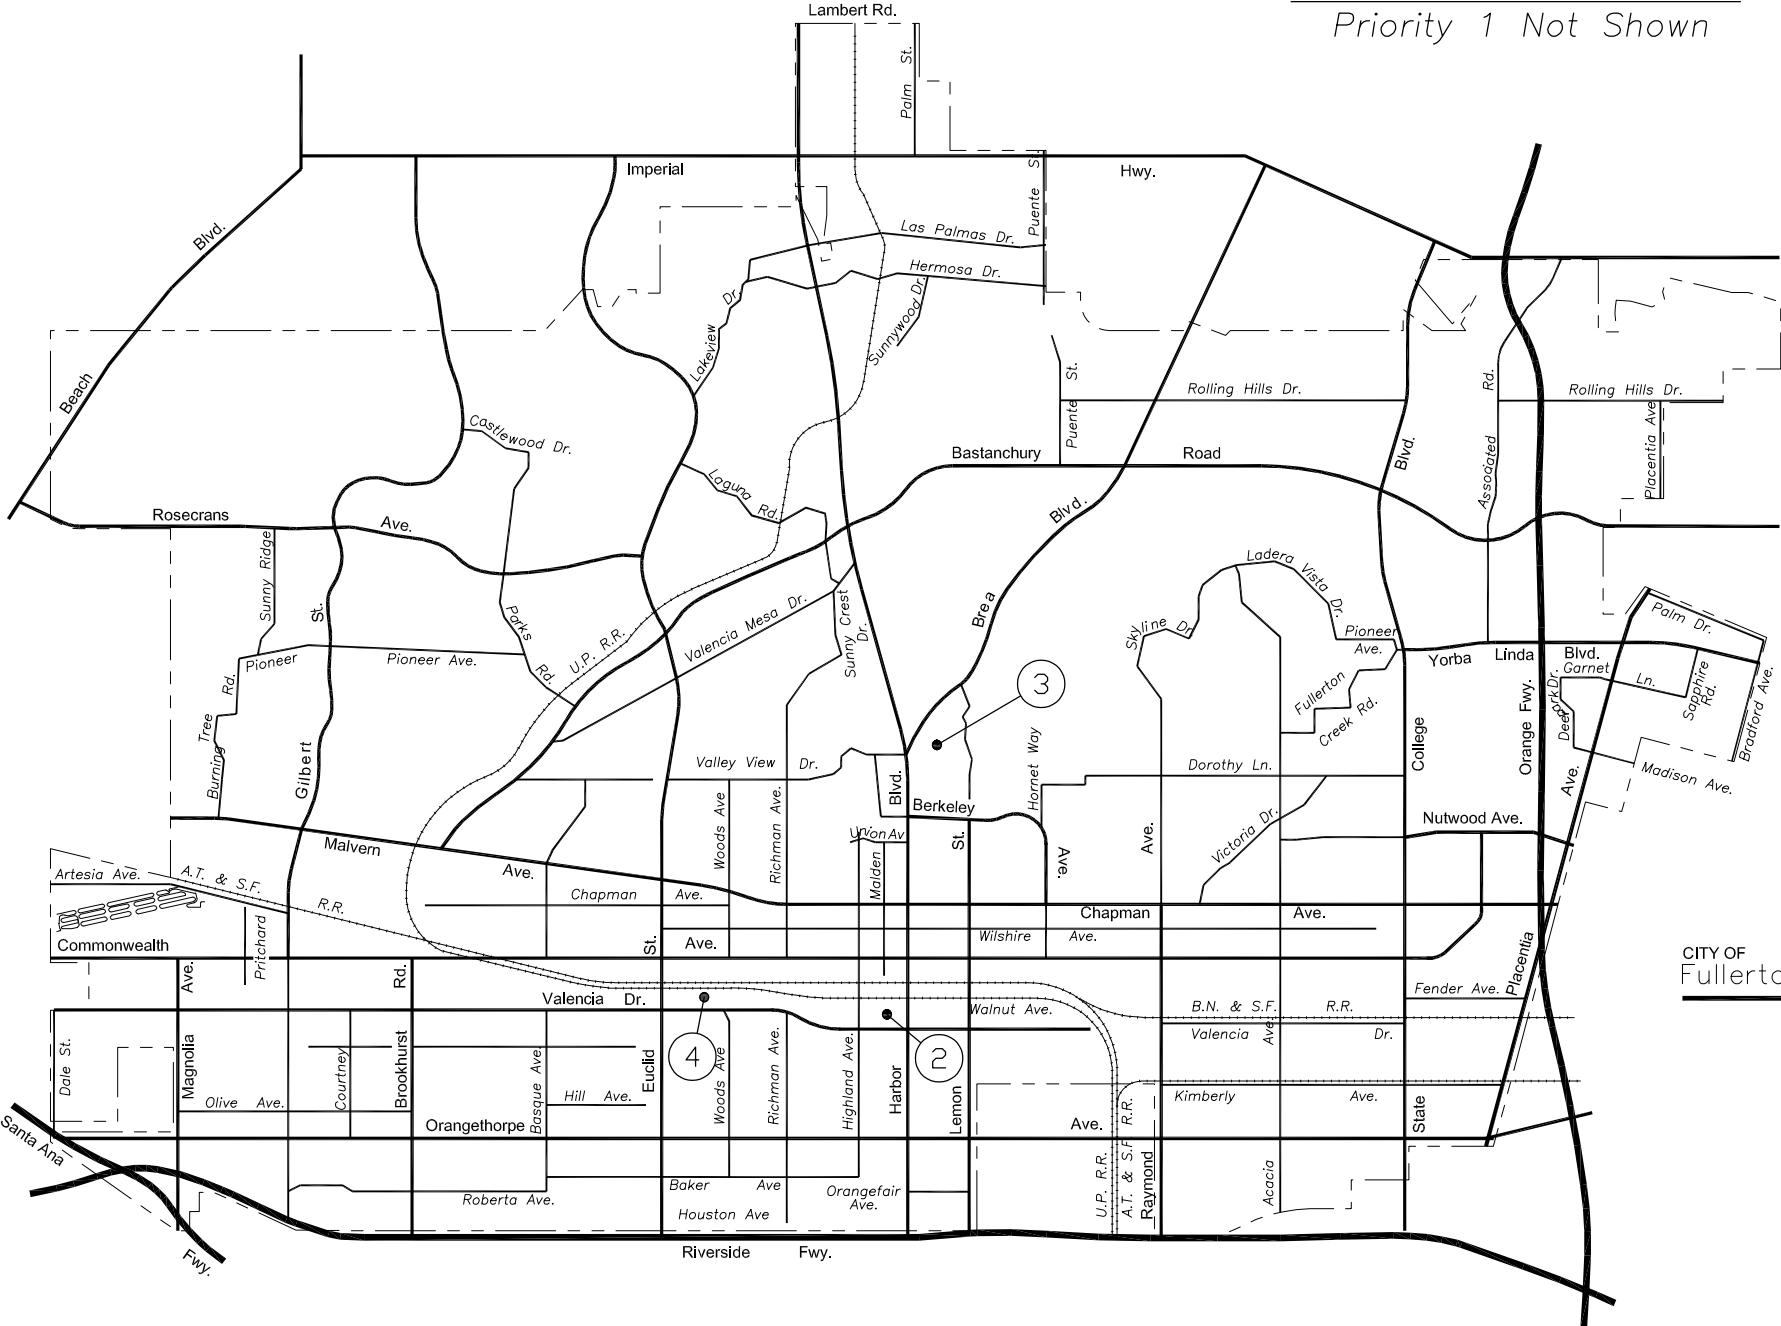 Lambert Rd.
Priority 1 Not Shown
Palm St.
Imperial
Hwy.
Puente St.
Blvd.
Las Palmas Dr.
Hermosa Dr.
Lakeview Dr.
Sunnywood Dr.
Beach
Rolling Hills Dr.
Rolling Hills Dr.
Puente St.
Associated Rd.
Placentia Ave
Castlewood Dr.
Bastanchury
Road
Blvd.
Laguna Rd.
Blvd.
Rosecrans
Ave.
Sunny Ridge
St.
Parks Rd.
U.P. R.R.
Valencia Mesa Dr.
Sunny Crest Dr.
Brea
Ladera Vista Dr.
Skyline Dr
Pioneer
Ave.
Palm Dr.
Pioneer
Pioneer Ave.
Yorba
Linda
Blvd.
Garnet
Ln.
Sapphire
Rd.
Bradford Ave.
Burning Tree Rd.
3
Fullerton
Creek Rd.
Deer Park Dr.
Orange Fwy.
College
Gilbert
Valley View Dr.
Hornet Way
Dorothy Ln.
Madison Ave.
Ave.
Woods Ave
Richman Ave.
Blvd.
Berkeley
Union Av
Malden
St.
Ave.
Ave.
Victoria Dr.
Nutwood Ave.
Malvern
Ave.
Artesia Ave.
A.T. & S.F.
R.R.
Chapman
Ave.
Chapman
Ave.
Commonwealth
Pritchard
St.
Ave.
Wilshire
Ave.
Placentia
CITY OF
Fullerto
Ave.
Rd.
Valencia Dr.
Walnut Ave.
B.N. & S.F.
R.R.
Fender Ave.
Valencia
Ave.
Dr.
4
2
Dale St.
Magnolia
Courtney
Brookhurst
Basque Ave.
Euclid
Woods Ave
Richman Ave.
Highland Ave.
Harbor
Lemon
Olive Ave.
Hill Ave.
Kimberly
Ave.
State
Santa Ana
Orangethorpe
Ave.
U.P. R.R.
A.T. & S.F. R.R.
Raymond
Acacia
Roberta Ave.
Baker
Ave
Orangefair
Ave.
Houston Ave
Riverside
Fwy.
Fwy.